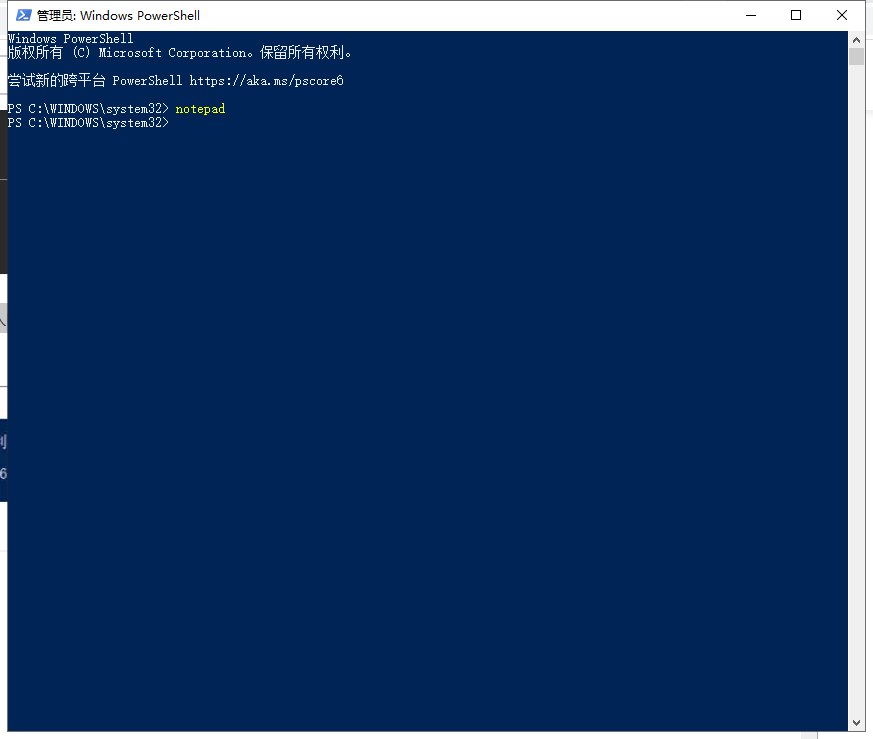 管理员: Windows PowerShell
Windows PowerShell
版权所有 (C) Microsoft Corporation。保留所有权利。
尝试新的跨平台 PowerShell https://aka.ms/pscore6
PS C:\WINDOWS\system32> notepad
PS C:\WINDOWS\system32>
6